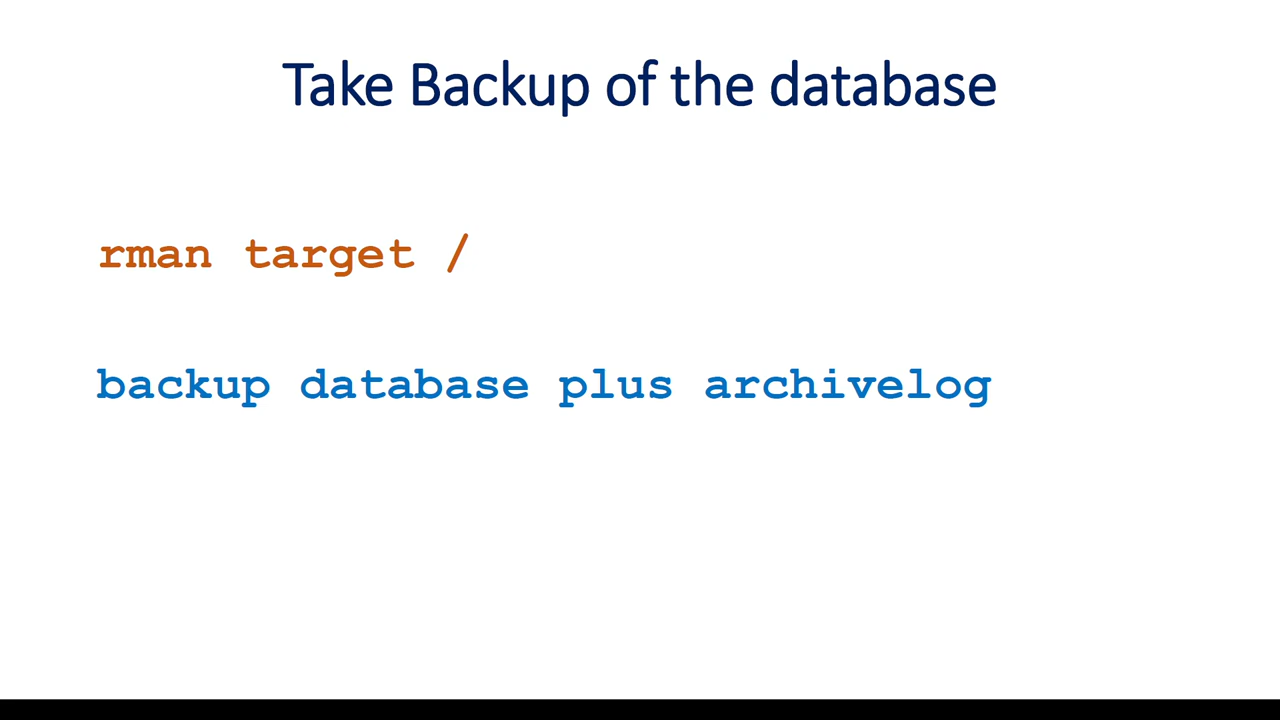 Take Backup of the database
rman target /
backup database plus archivelog